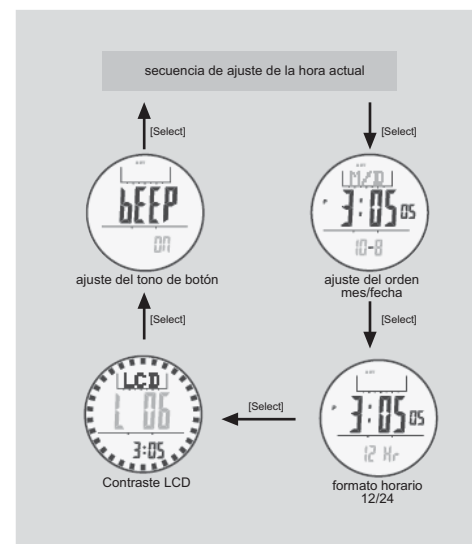 secuencia de ajuste de la hora actual
[Select]
[Select]
bEEP
ON
M/D
P 3:05 05
10-8
ajuste del tono de botón
ajuste del orden
mes/fecha
[Select]
[Select]
LCD
L 06
3:05
[Select]
P 3:05 05
12 Hr
Contraste LCD
formato horario
12/24